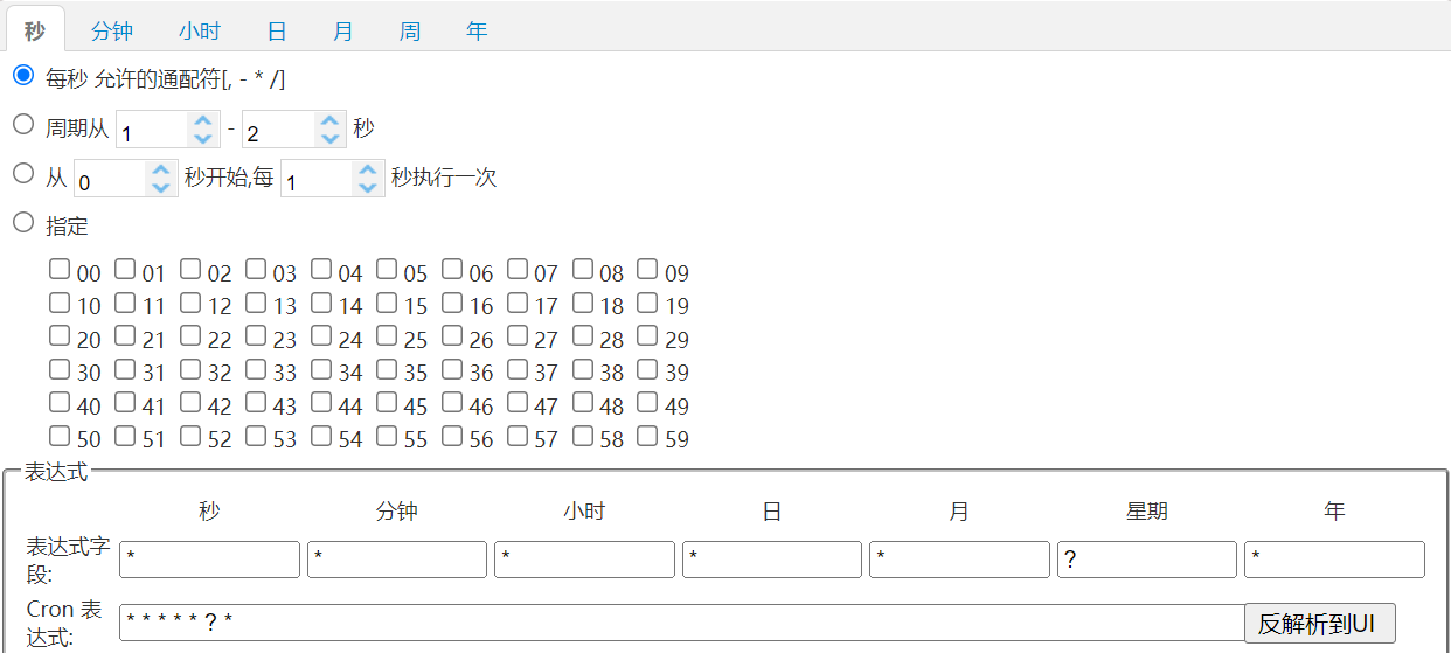 秒 分钟 小时 日 月 周 年
每秒 允许的通配符[, - * /]
周期从 1 - 2 秒
从 0 秒开始,每 1 秒执行一次
指定
00 01 02 03 04 05 06 07 08 09
10 11 12 13 14 15 16 17 18 19
20 21 22 23 24 25 26 27 28 29
30 31 32 33 34 35 36 37 38 39
40 41 42 43 44 45 46 47 48 49
50 51 52 53 54 55 56 57 58 59
表达式
秒 分钟 小时 日 月 星期 年
表达式字
段: * * * * * ? *
Cron 表
达式: * * * * * ? * 反解析到UI